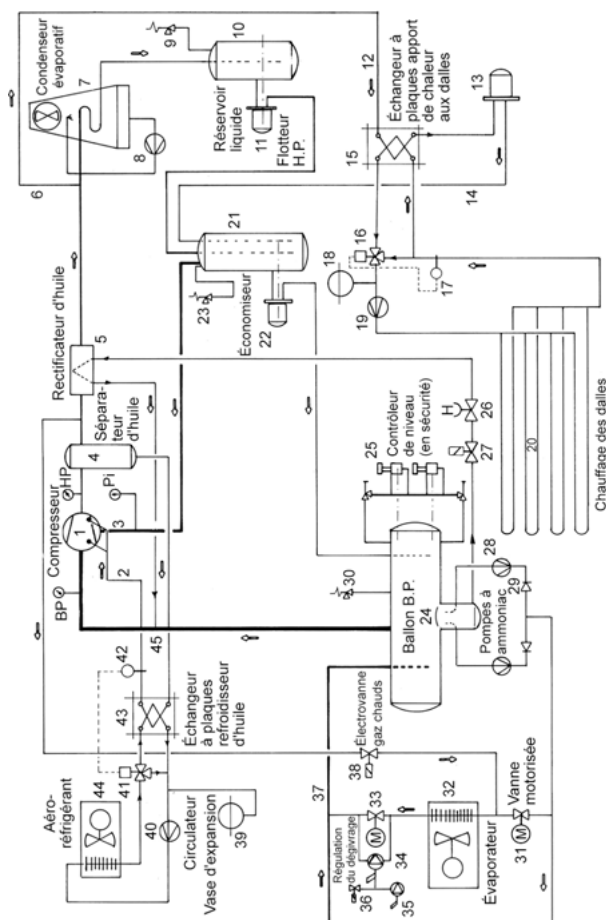 Aéro-
réfrigérant
44
41
42
43
Échangeur
à plaques
refroidisseur
d'huile
40
Circulateur
Vase d'expansion
39
BP
Compresseur
1
HP
Pi
2
3
45
4
Séparateur
d'huile
Rectificateur d'huile
5
6
Condenseur
évaporatif
7
8
9
10
Réservoir
liquide
11
Flotteur
H.P.
12
21
23
22
Économiseur
Échangeur à
plaques apport
de chaleur
aux dalles
15
13
14
16
17
18
19
20
Chauffage des dalles
37
Électrovanne
gaz chauds
38
Régulation
du dégivrage
33
M
34
36
35
32
Évaporateur
Vanne
motorisée
M
31
30
Ballon B.P.
24
25
Contrôleur
de niveau
(en sécurité)
H
26
27
28
29
Pompes à
ammoniac